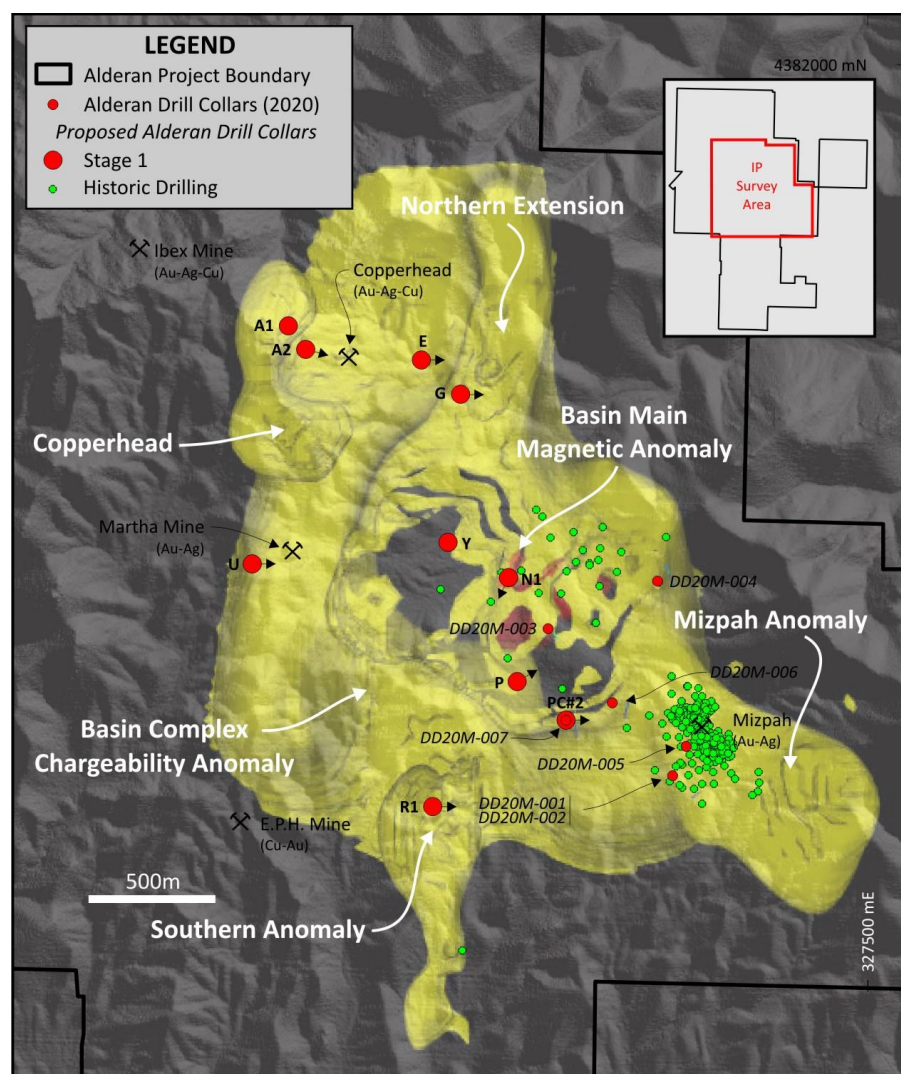 LEGEND
Alderan Project Boundary
Alderan Drill Collars (2020)
Proposed Alderan Drill Collars
Stage 1
Historic Drilling
4382000 mN
IP
Survey
Area
Northern Extension
Ibex Mine
(Au-Ag-Cu)
Copperhead
(Au-Ag-Cu)
A1
A2
E
G
Basin Main
Magnetic Anomaly
Copperhead
Martha Mine
(Au-Ag)
U
Y
N1
DD20M-004
DD20M-003
Mizpah Anomaly
P
DD20M-006
PC#2
Mizpah
(Au-Ag)
DD20M-007
Basin Complex
Chargeability Anomaly
DD20M-005
R1
DD20M-001
DD20M-002
E.P.H. Mine
(Cu-Au)
500m
Southern Anomaly
327500 mE